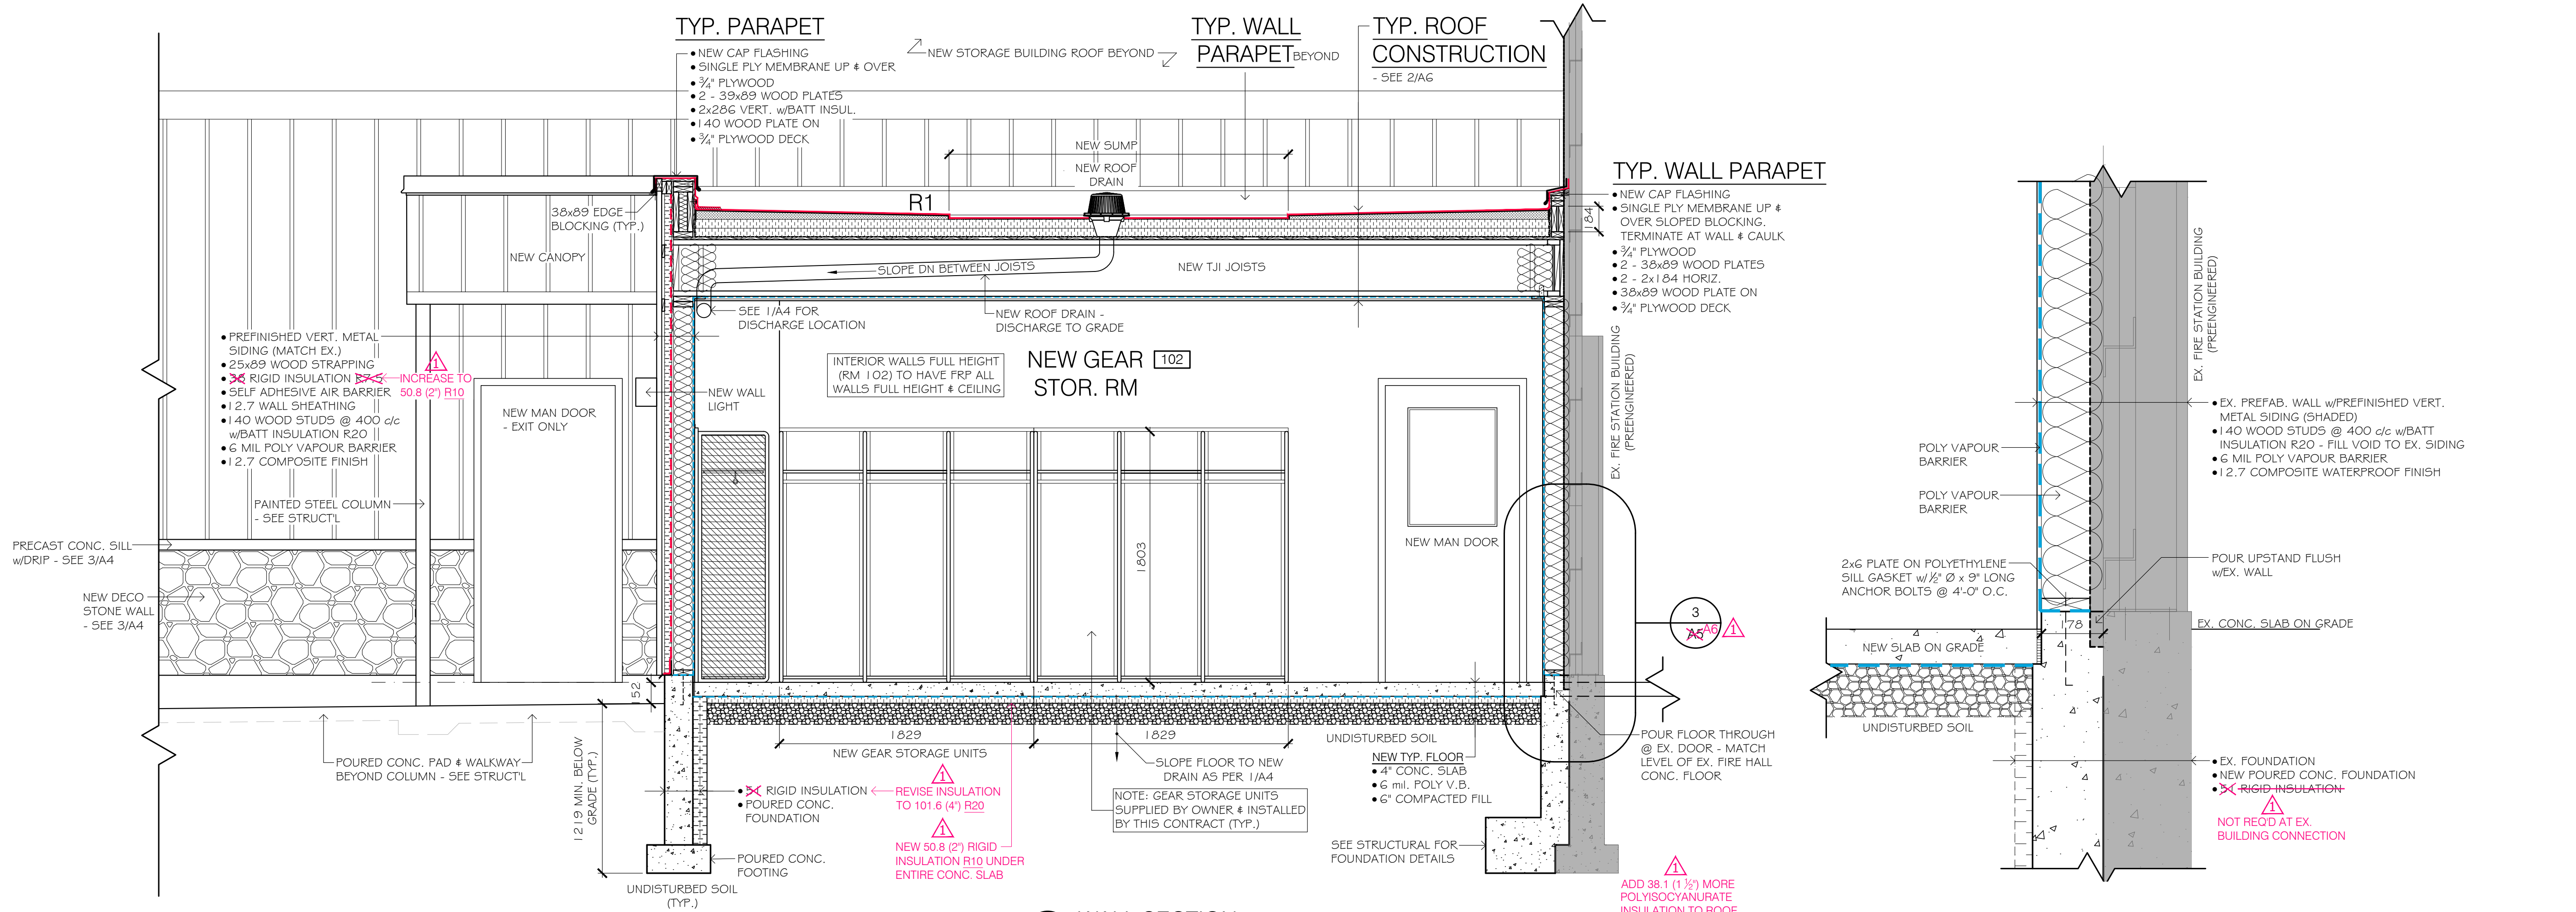 TYP. PARAPET
• NEW CAP FLASHING
• SINGLE PLY MEMBRANE UP & OVER
• ¾" PLYWOOD
• 2 - 39x89 WOOD PLATES
• 2x286 VERT. w/BATT INSUL.
• 140 WOOD PLATE ON
• ¾" PLYWOOD DECK
NEW STORAGE BUILDING ROOF BEYOND
TYP. WALL
PARAPET BEYOND
TYP. ROOF
CONSTRUCTION
- SEE 2/A6
NEW SUMP
NEW ROOF
DRAIN
R1
38x89 EDGE
BLOCKING (TYP.)
NEW CANOPY
SLOPE DN BETWEEN JOISTS
NEW TJI JOISTS
184
TYP. WALL PARAPET
• NEW CAP FLASHING
• SINGLE PLY MEMBRANE UP &
OVER SLOPED BLOCKING.
TERMINATE AT WALL & CAULK
• ¾" PLYWOOD
• 2 - 38x89 WOOD PLATES
• 2 - 2x184 HORIZ.
• 38x89 WOOD PLATE ON
• ¾" PLYWOOD DECK
SEE 1/A4 FOR
DISCHARGE LOCATION
NEW ROOF DRAIN -
DISCHARGE TO GRADE
• PREFINISHED VERT. METAL
SIDING (MATCH EX.)
• 25x89 WOOD STRAPPING
• 38 RIGID INSULATION R7.5
• SELF ADHESIVE AIR BARRIER
• 12.7 WALL SHEATHING
• 140 WOOD STUDS @ 400 c/c
w/BATT INSULATION R20
• 6 MIL POLY VAPOUR BARRIER
• 12.7 COMPOSITE FINISH
1
INCREASE TO
50.8 (2") R10
INTERIOR WALLS FULL HEIGHT
(RM 102) TO HAVE FRP ALL
WALLS FULL HEIGHT & CEILING
NEW GEAR 102
STOR. RM
NEW WALL
LIGHT
NEW MAN DOOR
- EXIT ONLY
EX. FIRE STATION BUILDING
(PREENGINEERED)
PAINTED STEEL COLUMN
- SEE STRUCT'L
PRECAST CONC. SILL
w/DRIP - SEE 3/A4
NEW DECO
STONE WALL
- SEE 3/A4
1803
NEW MAN DOOR
3
A5 A6 1
152
1829
1829
NEW GEAR STORAGE UNITS
UNDISTURBED SOIL
POURED CONC. PAD & WALKWAY
BEYOND COLUMN - SEE STRUCT'L
1219 MIN. BELOW
GRADE (TYP.)
• 51 RIGID INSULATION
• POURED CONC.
FOUNDATION
1
REVISE INSULATION
TO 101.6 (4") R20
1
NEW 50.8 (2") RIGID
INSULATION R10 UNDER
ENTIRE CONC. SLAB
SLOPE FLOOR TO NEW
DRAIN AS PER 1/A4
NOTE: GEAR STORAGE UNITS
SUPPLIED BY OWNER & INSTALLED
BY THIS CONTRACT (TYP.)
NEW TYP. FLOOR
• 4" CONC. SLAB
• 6 mil. POLY V.B.
• 6" COMPACTED FILL
POUR FLOOR THROUGH
@ EX. DOOR - MATCH
LEVEL OF EX. FIRE HALL
CONC. FLOOR
POURED CONC.
FOOTING
UNDISTURBED SOIL
(TYP.)
SEE STRUCTURAL FOR
FOUNDATION DETAILS
1
ADD 38.1 (1 ½") MORE
POLYISOCYANURATE
INSULATION TO ROOF
WALL SECTION
EX. FIRE STATION BUILDING
(PREENGINEERED)
• EX. PREFAB. WALL w/PREFINISHED VERT.
METAL SIDING (SHADED)
• 140 WOOD STUDS @ 400 c/c w/BATT
INSULATION R20 - FILL VOID TO EX. SIDING
• 6 MIL POLY VAPOUR BARRIER
• 12.7 COMPOSITE WATERPROOF FINISH
POLY VAPOUR
BARRIER
POLY VAPOUR
BARRIER
2x6 PLATE ON POLYETHYLENE
SILL GASKET w/ ½" Ø x 9" LONG
ANCHOR BOLTS @ 4'-0" O.C.
POUR UPSTAND FLUSH
w/EX. WALL
178
EX. CONC. SLAB ON GRADE
NEW SLAB ON GRADE
UNDISTURBED SOIL
• EX. FOUNDATION
• NEW POURED CONC. FOUNDATION
• 51 RIGID INSULATION
1
NOT REQ'D AT EX.
BUILDING CONNECTION